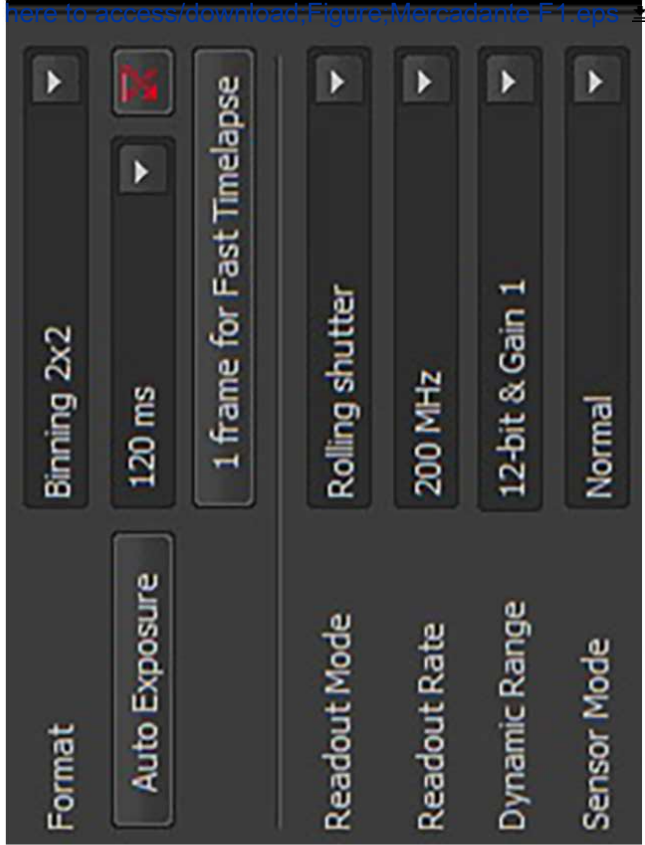 here to access/download;Figure;Mercadante F1.eps
Format Binning 2x2
Auto Exposure 120 ms
1 frame for Fast Timelapse
Readout Mode Rolling shutter
Readout Rate 200 MHz
Dynamic Range 12-bit & Gain 1
Sensor Mode Normal